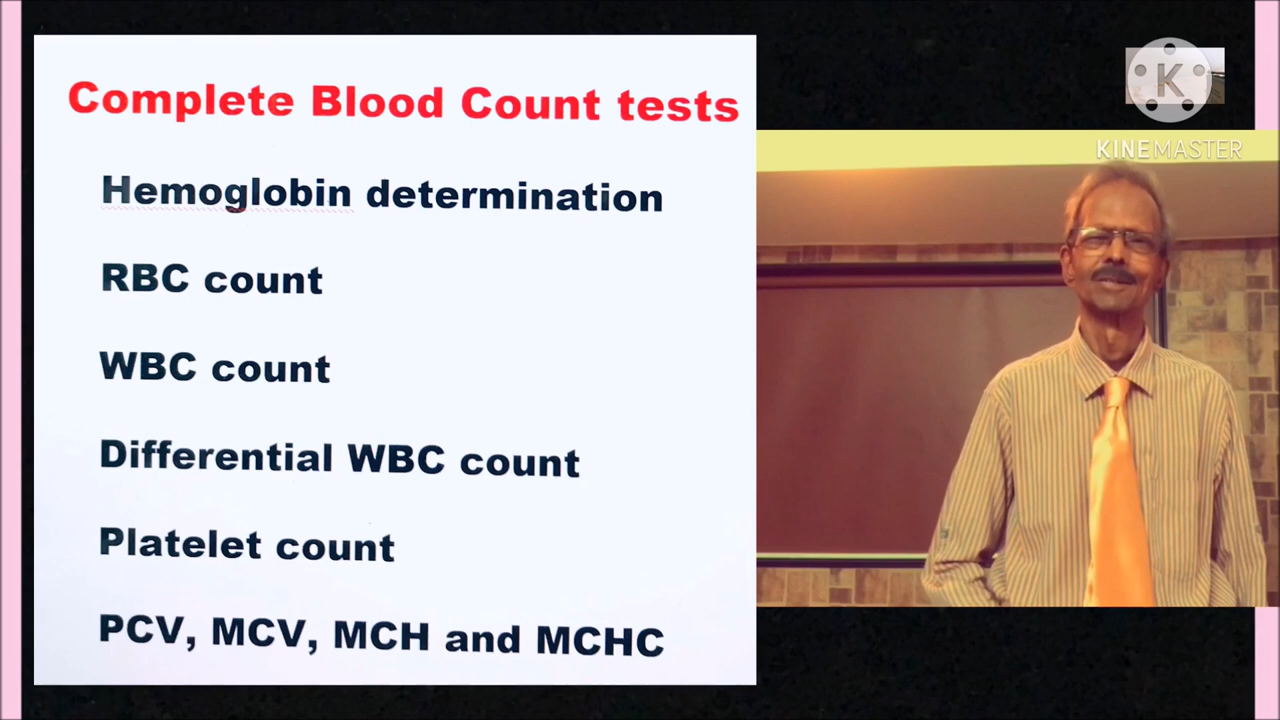 Complete Blood Count tests
Hemoglobin determination
RBC count
WBC count
Differential WBC count
Platelet count
PCV, MCV, MCH and MCHC
K
KINEMASTER